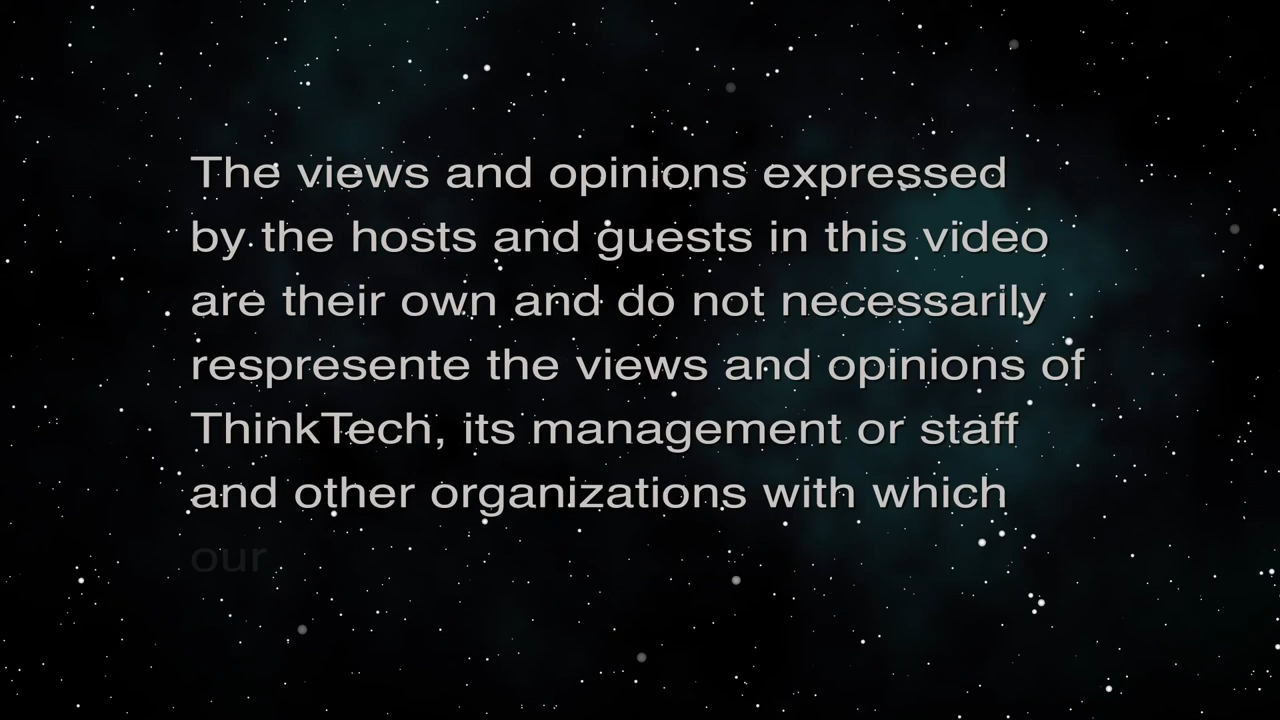 The views and opinions expressed
by the hosts and guests in this video
are their own and do not necessarily
respresente the views and opinions of
ThinkTech, its management or staff
and other organizations with which
our